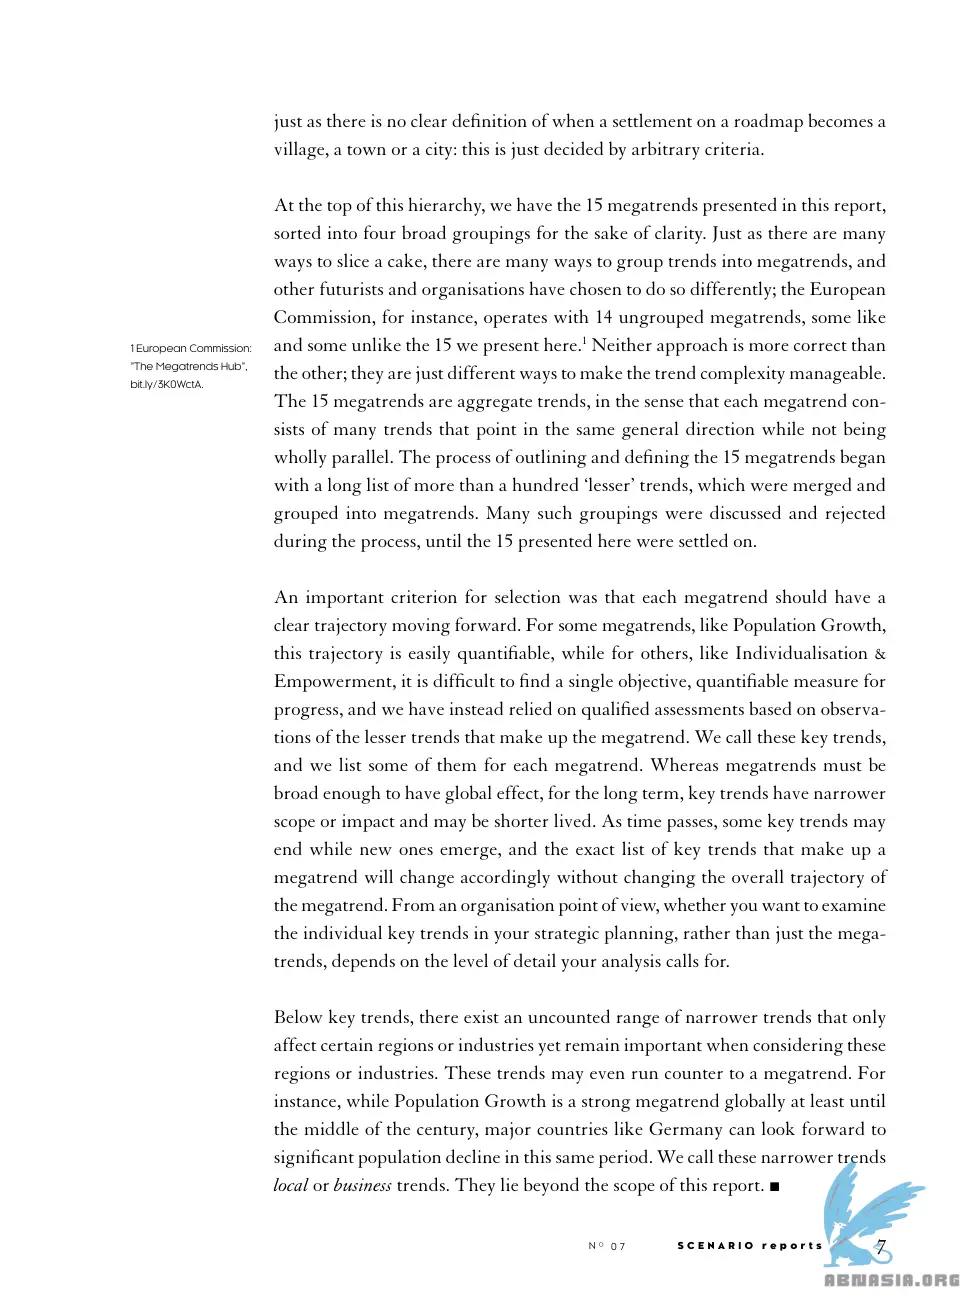 just as there is no clear definition of when a settlement on a roadmap becomes a
village, a town or a city: this is just decided by arbitrary criteria.
At the top of this hierarchy, we have the 15 megatrends presented in this report,
sorted into four broad groupings for the sake of clarity. Just as there are many
ways to slice a cake, there are many ways to group trends into megatrends, and
other futurists and organisations have chosen to do so differently; the European
Commission, for instance, operates with 14 ungrouped megatrends, some like
and some unlike the 15 we present here.1 Neither approach is more correct than
the other; they are just different ways to make the trend complexity manageable.
The 15 megatrends are aggregate trends, in the sense that each megatrend con-
sists of many trends that point in the same general direction while not being
wholly parallel. The process of outlining and defining the 15 megatrends began
with a long list of more than a hundred ‘lesser’ trends, which were merged and
grouped into megatrends. Many such groupings were discussed and rejected
during the process, until the 15 presented here were settled on.
1 European Commission:
"The Megatrends Hub",
bit.ly/3K0WctA.
An important criterion for selection was that each megatrend should have a
clear trajectory moving forward. For some megatrends, like Population Growth,
this trajectory is easily quantifiable, while for others, like Individualisation &
Empowerment, it is difficult to find a single objective, quantifiable measure for
progress, and we have instead relied on qualified assessments based on observa-
tions of the lesser trends that make up the megatrend. We call these key trends,
and we list some of them for each megatrend. Whereas megatrends must be
broad enough to have global effect, for the long term, key trends have narrower
scope or impact and may be shorter lived. As time passes, some key trends may
end while new ones emerge, and the exact list of key trends that make up a
megatrend will change accordingly without changing the overall trajectory of
the megatrend. From an organisation point of view, whether you want to examine
the individual key trends in your strategic planning, rather than just the mega-
trends, depends on the level of detail your analysis calls for.
Below key trends, there exist an uncounted range of narrower trends that only
affect certain regions or industries yet remain important when considering these
regions or industries. These trends may even run counter to a megatrend. For
instance, while Population Growth is a strong megatrend globally at least until
the middle of the century, major countries like Germany can look forward to
significant population decline in this same period. We call these narrower trends
local or business trends. They lie beyond the scope of this report. ■
Nº 07 SCENARIO reports 7
ABNASIA.ORG